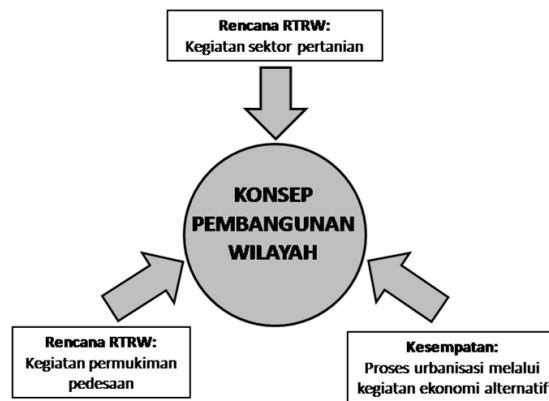 Rencana RTRW:
Kegiatan sektor pertanian
KONSEP
PEMBANGUNAN
WILAYAH
Rencana RTRW:
Kegiatan permukiman
pedesaan
Kesempatan:
Proses urbanisasi melalui
kegiatan ekonomi alternatif